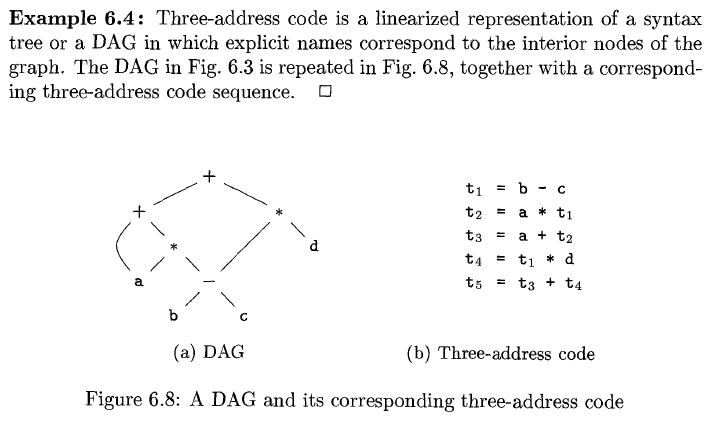 Example 6.4: Three-address code is a linearized representation of a syntax
tree or a DAG in which explicit names correspond to the interior nodes of the
graph. The DAG in Fig. 6.3 is repeated in Fig. 6.8, together with a correspond-
ing three-address code sequence. □
+
+
*
*
d
a
−
b
c
(a) DAG
t₁ = b - c
t₂ = a * t₁
t₃ = a + t₂
t₄ = t₁ * d
t₅ = t₃ + t₄
(b) Three-address code
Figure 6.8: A DAG and its corresponding three-address code